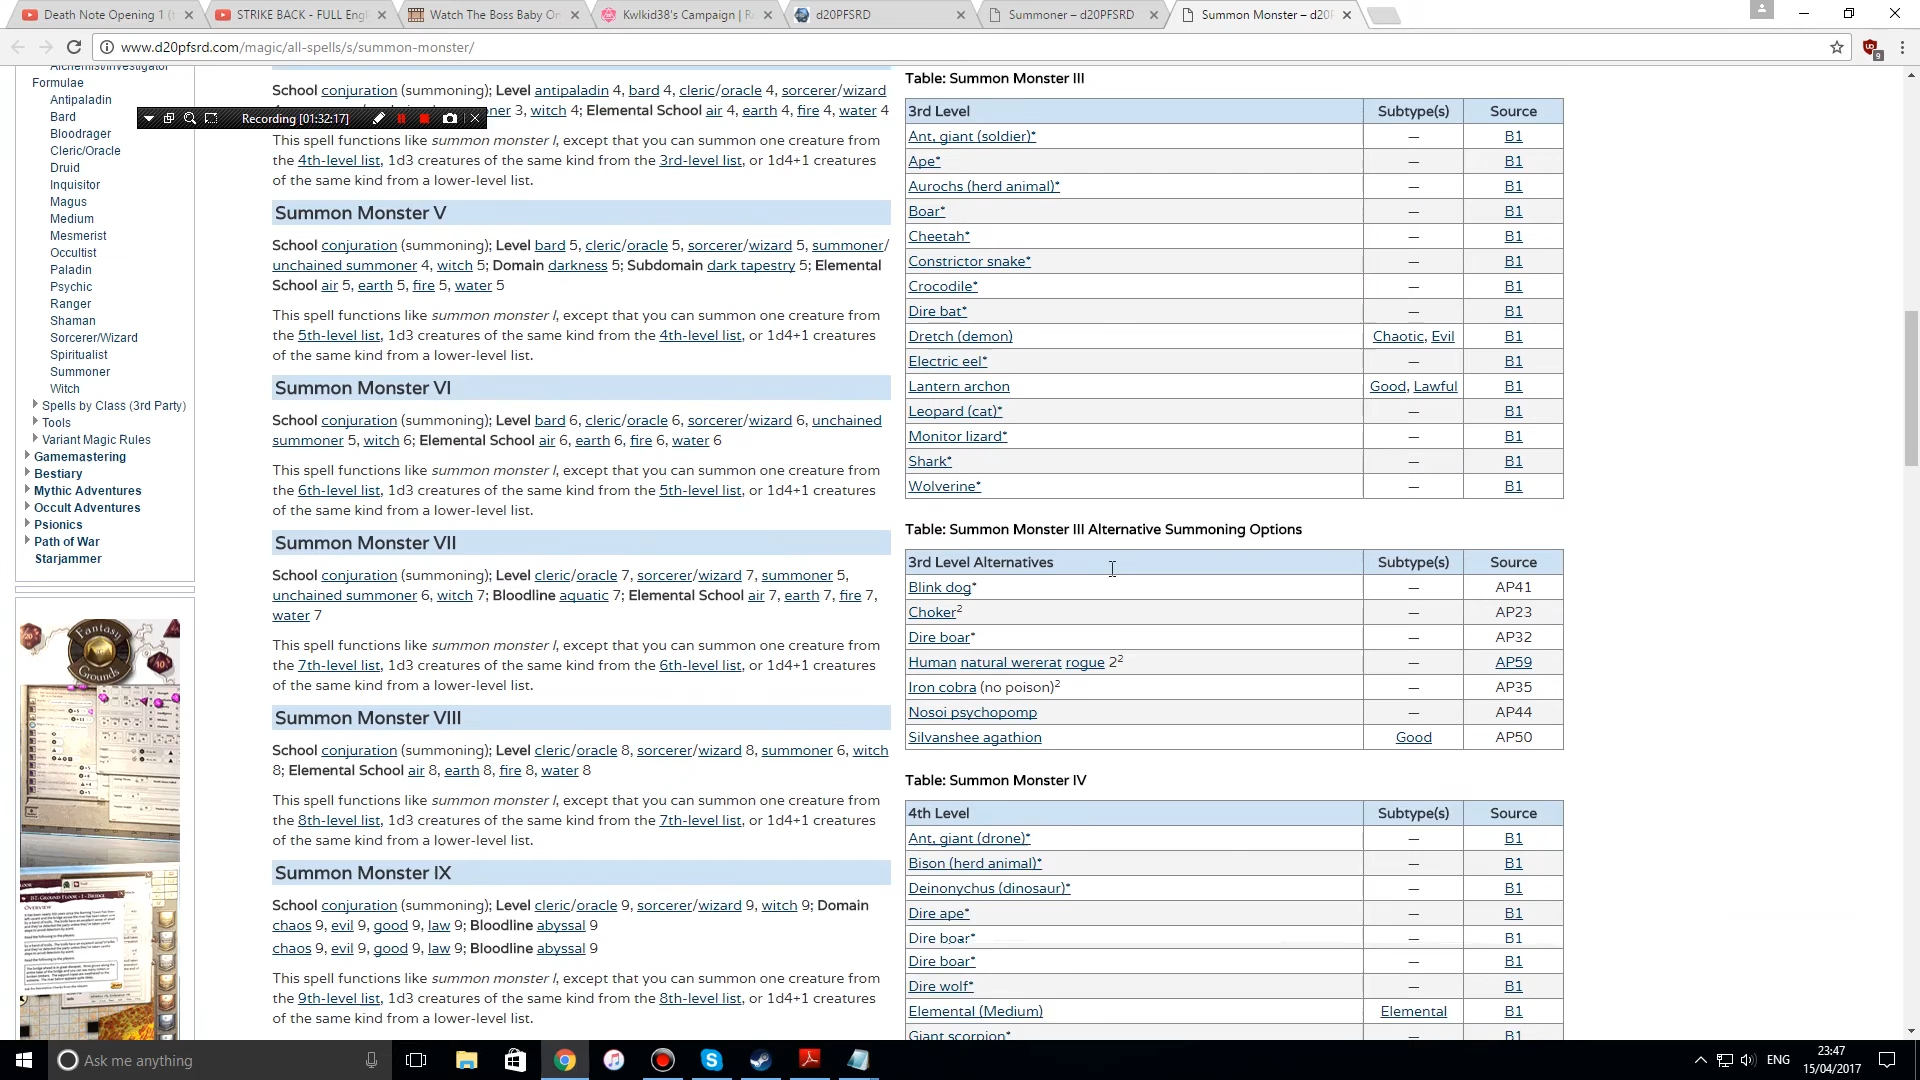 Death Note Opening 1 (
STRIKE BACK - FULL Eng
Watch The Boss Baby On
Kwlkid38's Campaign | R
d20PFSRD
Summoner – d20PFSRD
Summon Monster – d20P
www.d20pfsrd.com/magic/all-spells/s/summon-monster/
Alchemist/Investigator
Formulae
Antipaladin
Bard
Bloodrager
Cleric/Oracle
Druid
Inquisitor
Magus
Medium
Mesmerist
Occultist
Paladin
Psychic
Ranger
Shaman
Sorcerer/Wizard
Spiritualist
Summoner
Witch
Spells by Class (3rd Party)
Tools
Variant Magic Rules
Gamemastering
Bestiary
Mythic Adventures
Occult Adventures
Psionics
Path of War
Starjammer
Fantasy
Grounds
Recording [01:32:17]
School conjuration (summoning); Level antipaladin 4, bard 4, cleric/oracle 4, sorcerer/wizard
oner 3, witch 4; Elemental School air 4, earth 4, fire 4, water 4
This spell functions like summon monster I, except that you can summon one creature from
the 4th-level list, 1d3 creatures of the same kind from the 3rd-level list, or 1d4+1 creatures
of the same kind from a lower-level list.
Summon Monster V
School conjuration (summoning); Level bard 5, cleric/oracle 5, sorcerer/wizard 5, summoner/
unchained summoner 4, witch 5; Domain darkness 5; Subdomain dark tapestry 5; Elemental
School air 5, earth 5, fire 5, water 5
This spell functions like summon monster I, except that you can summon one creature from
the 5th-level list, 1d3 creatures of the same kind from the 4th-level list, or 1d4+1 creatures
of the same kind from a lower-level list.
Summon Monster VI
School conjuration (summoning); Level bard 6, cleric/oracle 6, sorcerer/wizard 6, unchained
summoner 5, witch 6; Elemental School air 6, earth 6, fire 6, water 6
This spell functions like summon monster I, except that you can summon one creature from
the 6th-level list, 1d3 creatures of the same kind from the 5th-level list, or 1d4+1 creatures
of the same kind from a lower-level list.
Summon Monster VII
School conjuration (summoning); Level cleric/oracle 7, sorcerer/wizard 7, summoner 5,
unchained summoner 6, witch 7; Bloodline aquatic 7; Elemental School air 7, earth 7, fire 7,
water 7
This spell functions like summon monster I, except that you can summon one creature from
the 7th-level list, 1d3 creatures of the same kind from the 6th-level list, or 1d4+1 creatures
of the same kind from a lower-level list.
Summon Monster VIII
School conjuration (summoning); Level cleric/oracle 8, sorcerer/wizard 8, summoner 6, witch
8; Elemental School air 8, earth 8, fire 8, water 8
This spell functions like summon monster I, except that you can summon one creature from
the 8th-level list, 1d3 creatures of the same kind from the 7th-level list, or 1d4+1 creatures
of the same kind from a lower-level list.
Summon Monster IX
School conjuration (summoning); Level cleric/oracle 9, sorcerer/wizard 9, witch 9; Domain
chaos 9, evil 9, good 9, law 9; Bloodline abyssal 9
chaos 9, evil 9, good 9, law 9; Bloodline abyssal 9
This spell functions like summon monster I, except that you can summon one creature from
the 9th-level list, 1d3 creatures of the same kind from the 8th-level list, or 1d4+1 creatures
of the same kind from a lower-level list.
Table: Summon Monster III
3rd Level Subtype(s) Source
Ant, giant (soldier)* — B1
Ape* — B1
Aurochs (herd animal)* — B1
Boar* — B1
Cheetah* — B1
Constrictor snake* — B1
Crocodile* — B1
Dire bat* — B1
Dretch (demon) Chaotic, Evil B1
Electric eel* — B1
Lantern archon Good, Lawful B1
Leopard (cat)* — B1
Monitor lizard* — B1
Shark* — B1
Wolverine* — B1
Table: Summon Monster III Alternative Summoning Options
3rd Level Alternatives Subtype(s) Source
Blink dog* — AP41
Choker2 — AP23
Dire boar* — AP32
Human natural wererat rogue 22 — AP59
Iron cobra (no poison)2 — AP35
Nosoi psychopomp — AP44
Silvanshee agathion Good AP50
Table: Summon Monster IV
4th Level Subtype(s) Source
Ant, giant (drone)* — B1
Bison (herd animal)* — B1
Deinonychus (dinosaur)* — B1
Dire ape* — B1
Dire boar* — B1
Dire boar* — B1
Dire wolf* — B1
Elemental (Medium) Elemental B1
Giant scorpion* — B1
Ask me anything
ENG
23:47
15/04/2017